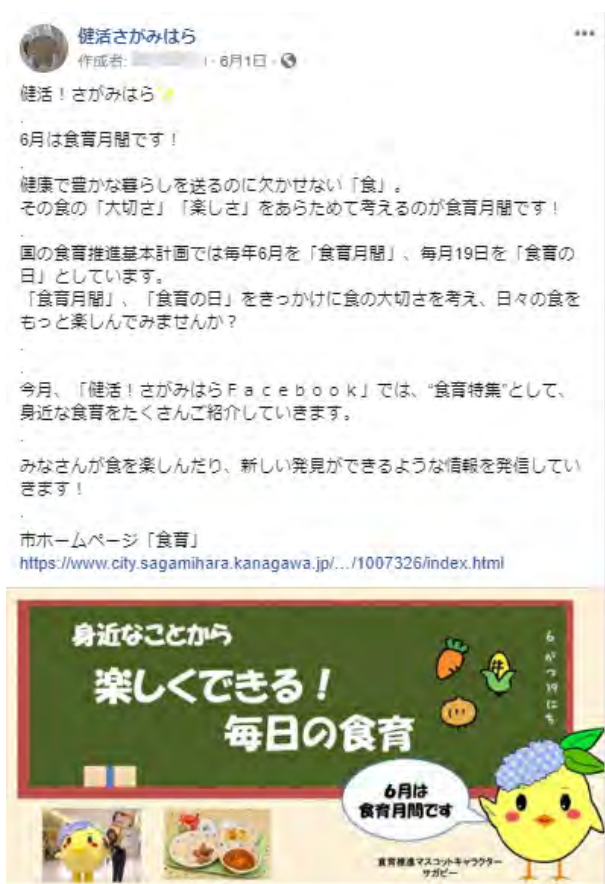 健活さがみはら
作成者:
6月1日
健活！さがみはら
.
6月は食育月間です！
.
健康で豊かな暮らしを送るのに欠かせない「食」。
その食の「大切さ」「楽しさ」をあらためて考えるのが食育月間です！
.
国の食育推進基本計画では毎年6月を「食育月間」、毎月19日を「食育の
日」としています。
「食育月間」、「食育の日」をきっかけに食の大切さを考え、日々の食を
もっと楽しんでみませんか？
.
.
今月、「健活！さがみはらＦａｃｅｂｏｏｋ」では、“食育特集”として、
身近な食育をたくさんご紹介していきます。
.
みなさんが食を楽しんだり、新しい発見ができるような情報を発信してい
きます！
.
市ホームページ「食育」
https://www.city.sagamihara.kanagawa.jp/.../1007326/index.html
身近なことから
楽しくできる！
毎日の食育
6がつ19にち
6月は
食育月間です
食育推進マスコットキャラクター
サガピー